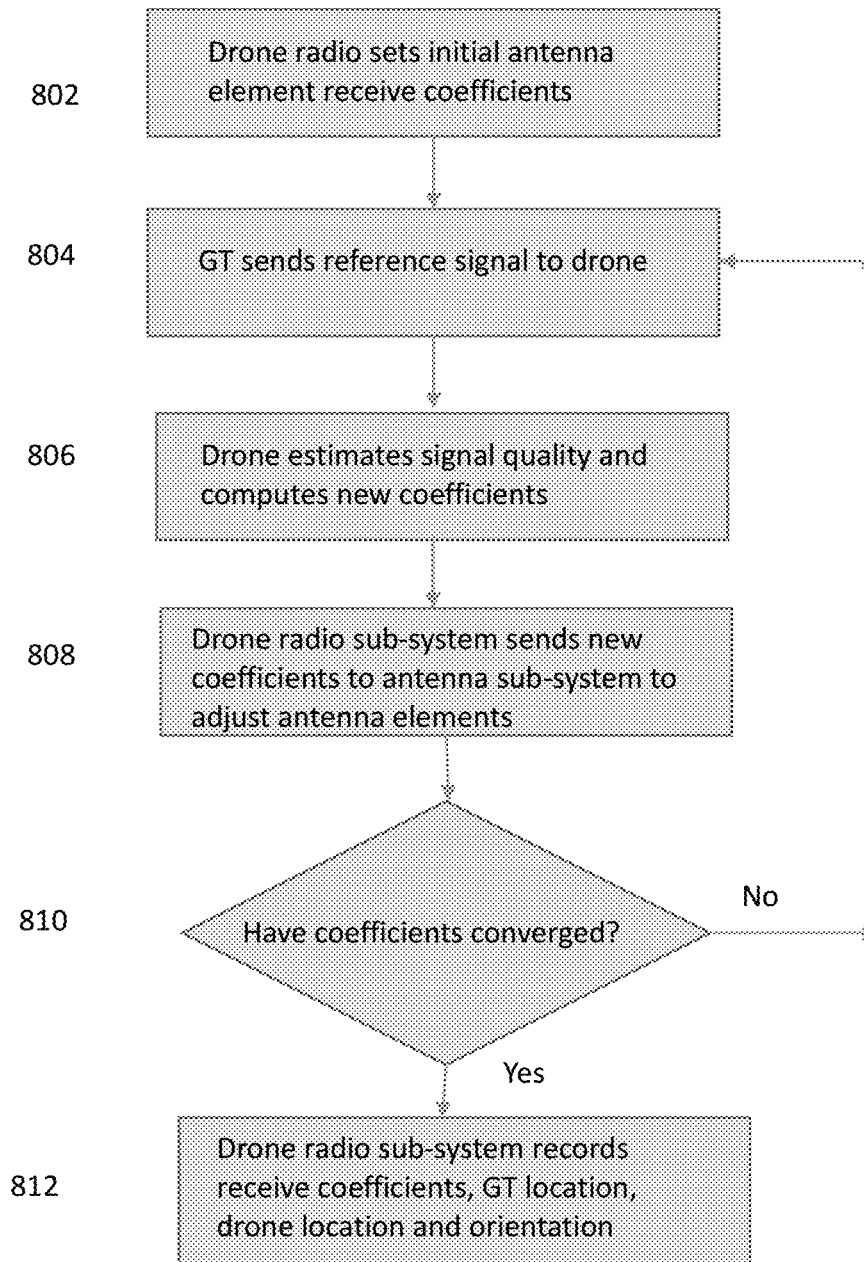 802
Drone radio sets initial antenna
element receive coefficients
804
GT sends reference signal to drone
806
Drone estimates signal quality and
computes new coefficients
808
Drone radio sub-system sends new
coefficients to antenna sub-system to
adjust antenna elements
810
Have coefficients converged?
No
Yes
812
Drone radio sub-system records
receive coefficients, GT location,
drone location and orientation